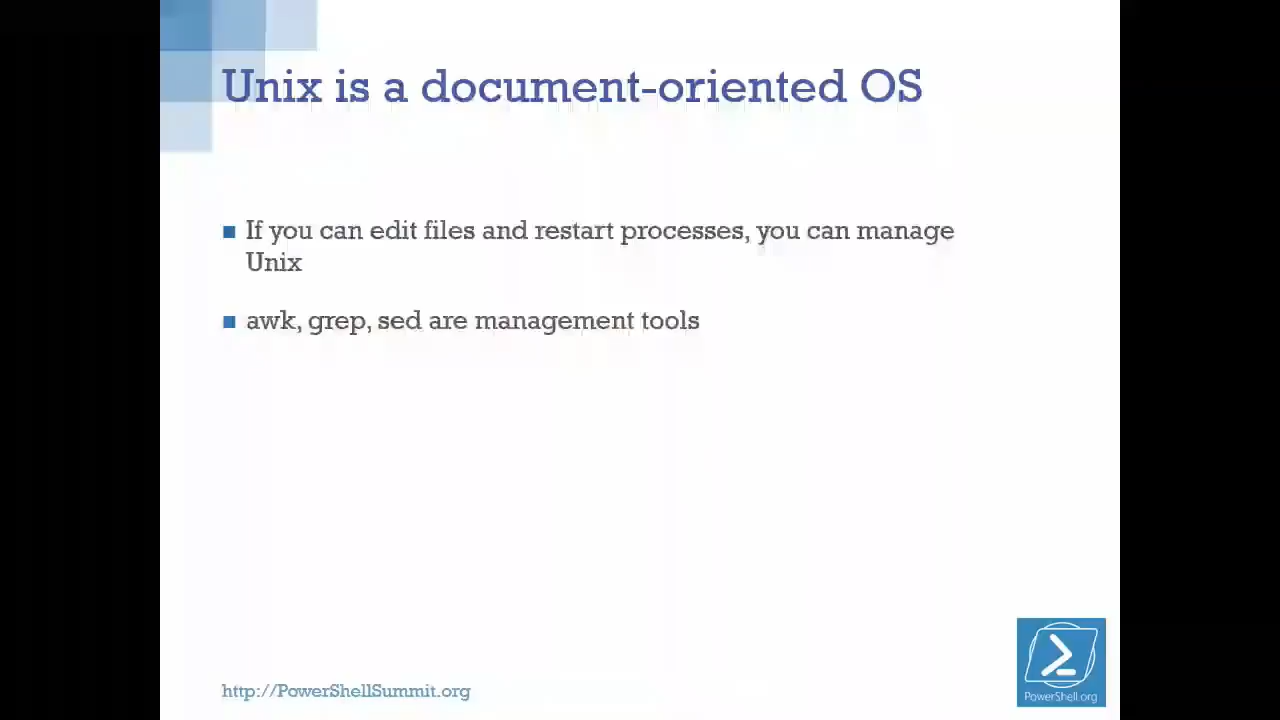 Unix is a document-oriented OS
If you can edit files and restart processes, you can manage
Unix
awk, grep, sed are management tools
http://PowerShellSummit.org
PowerShell.org